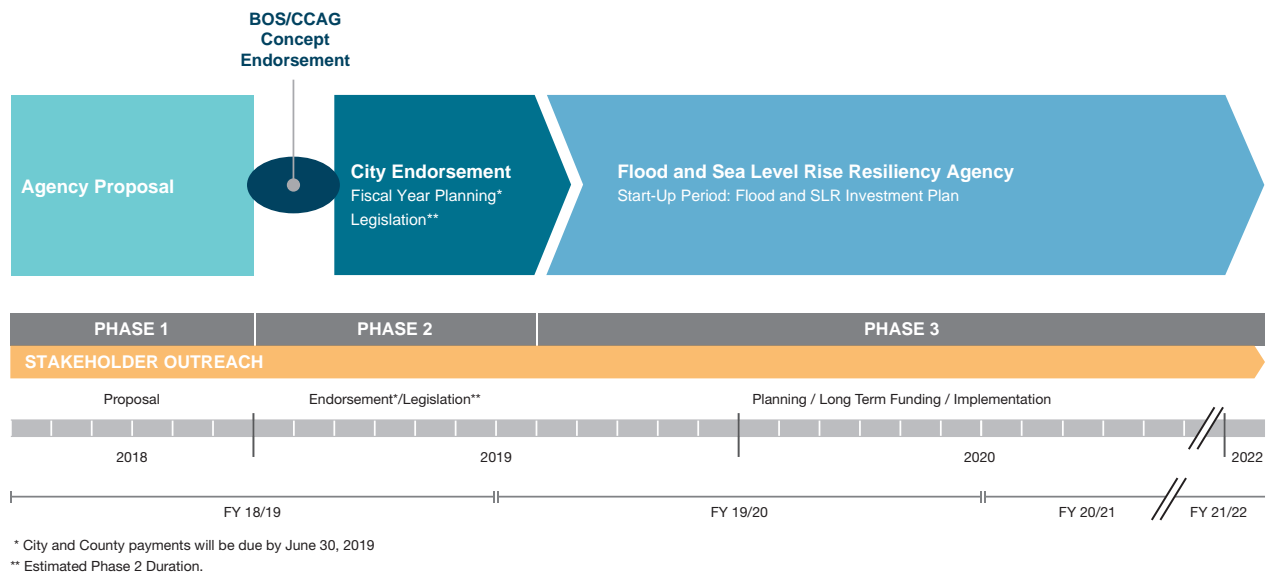 BOS/CCAG
Concept
Endorsement
Agency Proposal
City Endorsement
Fiscal Year Planning*
Legislation**
Flood and Sea Level Rise Resiliency Agency
Start-Up Period: Flood and SLR Investment Plan
PHASE 1
PHASE 2
PHASE 3
STAKEHOLDER OUTREACH
Proposal
Endorsement*/Legislation**
Planning / Long Term Funding / Implementation
2018
2019
2020
2022
FY 18/19
FY 19/20
FY 20/21
FY 21/22
* City and County payments will be due by June 30, 2019
** Estimated Phase 2 Duration.